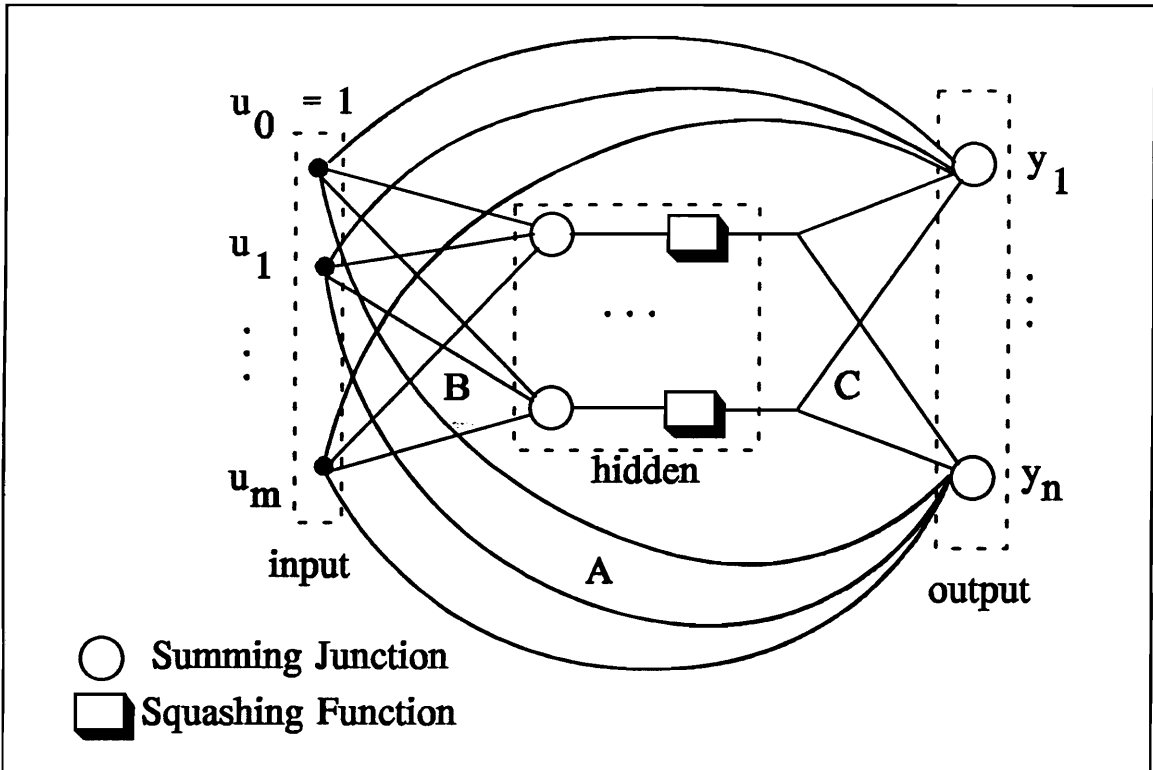 u0 = 1
u1
um
input
B
A
C
...
hidden
y1
yn
output
Summing Junction
Squashing Function